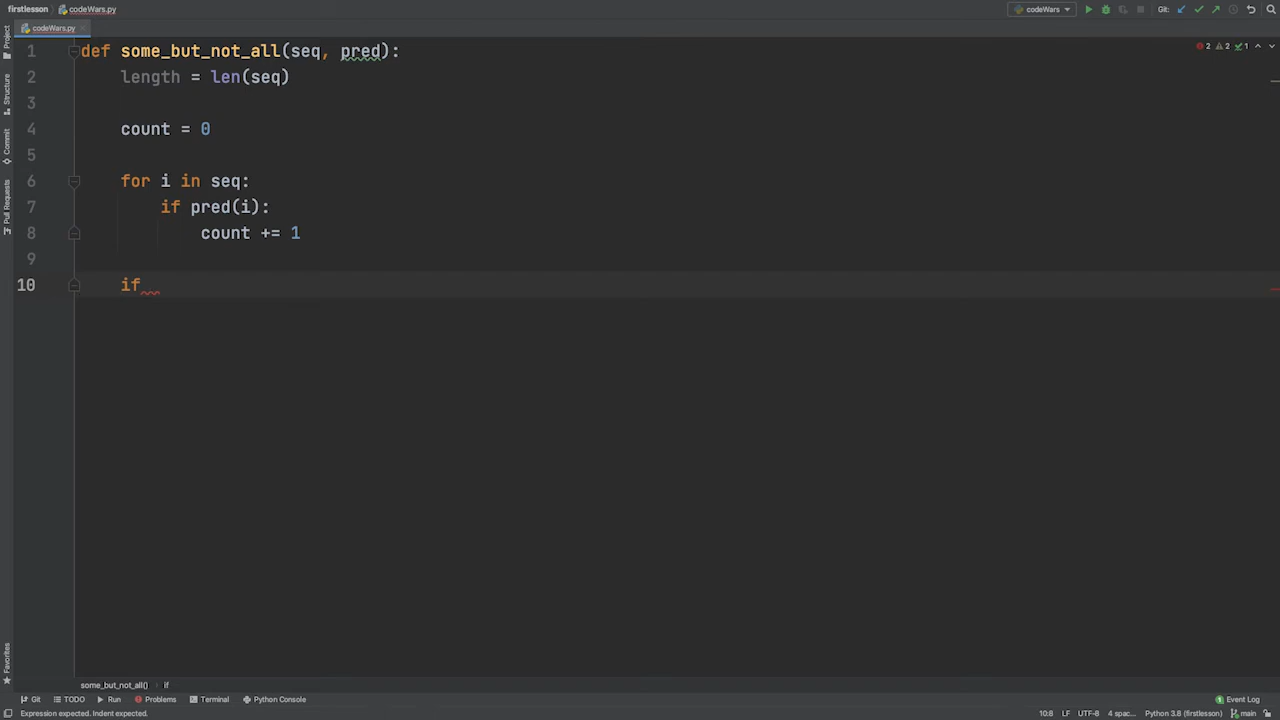 firstlesson codeWars.py codeWars Git:
codeWars.py
Project
Structure
Commit
Pull Requests
Favorites
1 def some_but_not_all(seq, pred): 2 2 1
2 length = len(seq)
3
4 count = 0
5
6 for i in seq:
7 if pred(i):
8 count += 1
9
10 if
some_but_not_all() if
Git TODO Run Problems Terminal Python Console Event Log
Expression expected. Indent expected. 10:8 LF UTF-8 4 spac... Python 3.8 (firstlesson) main